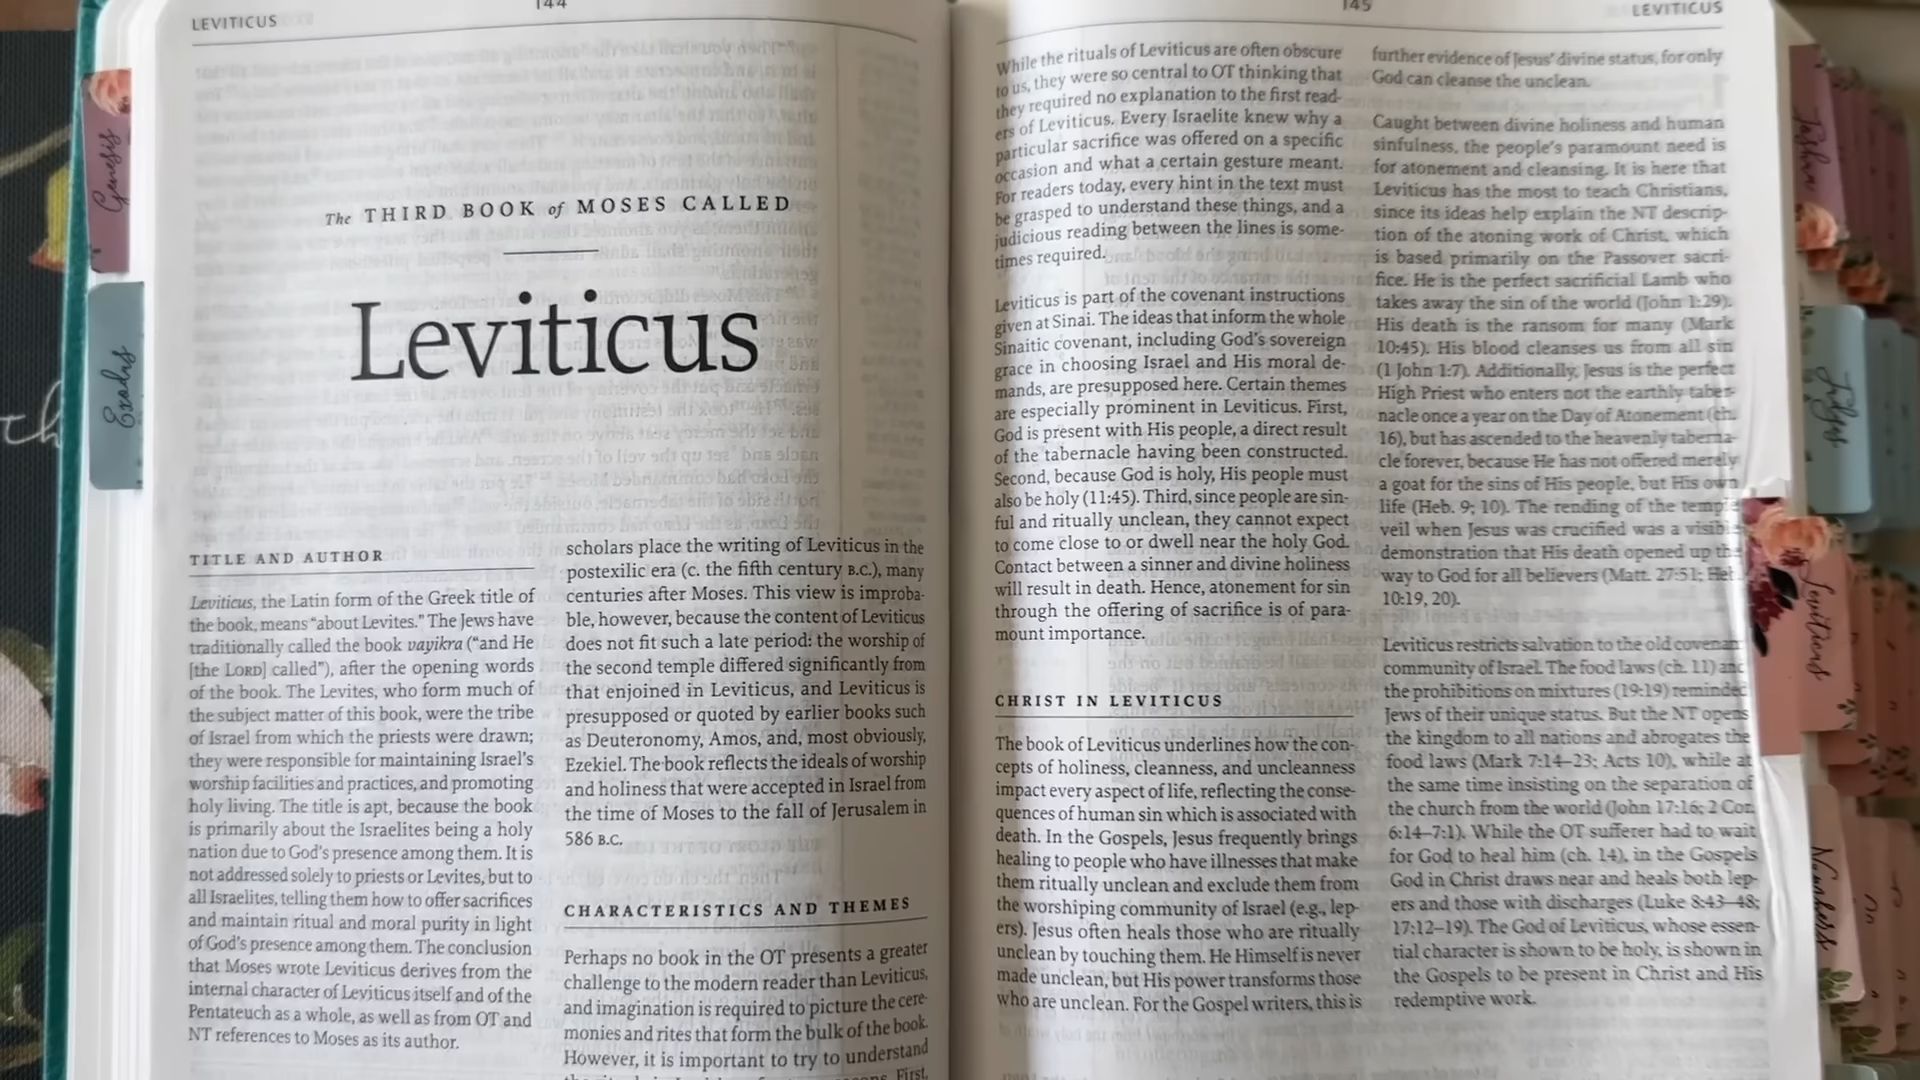 LEVITICUS
144
The THIRD BOOK of MOSES CALLED
Leviticus
TITLE AND AUTHOR
Leviticus, the Latin form of the Greek title of
the book, means “about Levites.” The Jews have
traditionally called the book vayikra (“and He
[the LORD] called”), after the opening words
of the book. The Levites, who form much of
the subject matter of this book, were the tribe
of Israel from which the priests were drawn;
they were responsible for maintaining Israel’s
worship facilities and practices, and promoting
holy living. The title is apt, because the book
is primarily about the Israelites being a holy
nation due to God’s presence among them. It is
not addressed solely to priests or Levites, but to
all Israelites, telling them how to offer sacrifices
and maintain ritual and moral purity in light
of God’s presence among them. The conclusion
that Moses wrote Leviticus derives from the
internal character of Leviticus itself and of the
Pentateuch as a whole, as well as from OT and
NT references to Moses as its author.
scholars place the writing of Leviticus in the
postexilic era (c. the fifth century B.C.), many
centuries after Moses. This view is improba-
ble, however, because the content of Leviticus
does not fit such a late period: the worship of
the second temple differed significantly from
that enjoined in Leviticus, and Leviticus is
presupposed or quoted by earlier books such
as Deuteronomy, Amos, and, most obviously,
Ezekiel. The book reflects the ideals of worship
and holiness that were accepted in Israel from
the time of Moses to the fall of Jerusalem in
586 B.C.
CHARACTERISTICS AND THEMES
Perhaps no book in the OT presents a greater
challenge to the modern reader than Leviticus,
and imagination is required to picture the cere-
monies and rites that form the bulk of the book.
However, it is important to try to understand
First,
145
LEVITICUS
While the rituals of Leviticus are often obscure
to us, they were so central to OT thinking that
they required no explanation to the first read-
ers of Leviticus. Every Israelite knew why a
particular sacrifice was offered on a specific
occasion and what a certain gesture meant.
For readers today, every hint in the text must
be grasped to understand these things, and a
judicious reading between the lines is some-
times required.
Leviticus is part of the covenant instructions
given at Sinai. The ideas that inform the whole
Sinaitic covenant, including God’s sovereign
grace in choosing Israel and His moral de-
mands, are presupposed here. Certain themes
are especially prominent in Leviticus. First,
God is present with His people, a direct result
of the tabernacle having been constructed.
Second, because God is holy, His people must
also be holy (11:45). Third, since people are sin-
ful and ritually unclean, they cannot expect
to come close to or dwell near the holy God.
Contact between a sinner and divine holiness
will result in death. Hence, atonement for sin
through the offering of sacrifice is of para-
mount importance.
CHRIST IN LEVITICUS
The book of Leviticus underlines how the con-
cepts of holiness, cleanness, and uncleanness
impact every aspect of life, reflecting the conse-
quences of human sin which is associated with
death. In the Gospels, Jesus frequently brings
healing to people who have illnesses that make
them ritually unclean and exclude them from
the worshiping community of Israel (e.g., lep-
ers). Jesus often heals those who are ritually
unclean by touching them. He Himself is never
made unclean, but His power transforms those
who are unclean. For the Gospel writers, this is
further evidence of Jesus’ divine status, for only
God can cleanse the unclean.
Caught between divine holiness and human
sinfulness, the people’s paramount need is
for atonement and cleansing. It is here that
Leviticus has the most to teach Christians,
since its ideas help explain the NT descrip-
tion of the atoning work of Christ, which
is based primarily on the Passover sacri-
fice. He is the perfect sacrificial Lamb who
takes away the sin of the world (John 1:29).
His death is the ransom for many (Mark
10:45). His blood cleanses us from all sin
(1 John 1:7). Additionally, Jesus is the perfect
High Priest who enters not the earthly taber-
nacle once a year on the Day of Atonement (ch.
16), but has ascended to the heavenly taberna-
cle forever, because He has not offered merely
a goat for the sins of His people, but His own
life (Heb. 9; 10). The rending of the temple
veil when Jesus was crucified was a visible
demonstration that His death opened up the
way to God for all believers (Matt. 27:51; Heb.
10:19, 20).
Leviticus restricts salvation to the old covenant
community of Israel. The food laws (ch. 11) and
the prohibitions on mixtures (19:19) reminded
Jews of their unique status. But the NT opens
the kingdom to all nations and abrogates the
food laws (Mark 7:14–23; Acts 10), while at
the same time insisting on the separation of
the church from the world (John 17:16; 2 Cor.
6:14–7:1). While the OT sufferer had to wait
for God to heal him (ch. 14), in the Gospels
God in Christ draws near and heals both lep-
ers and those with discharges (Luke 8:43–48;
17:12–19). The God of Leviticus, whose essen-
tial character is shown to be holy, is shown in
the Gospels to be present in Christ and His
redemptive work.
Genesis
Exodus
Joshua
Judges
Leviticus
Numbers